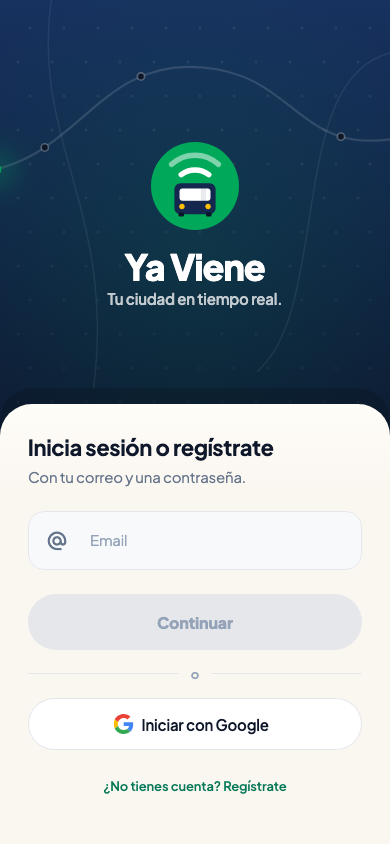 Ya Viene
Tu ciudad en tiempo real.
Inicia sesión o regístrate
Con tu correo y una contraseña.
Email
Continuar
o
Iniciar con Google
¿No tienes cuenta? Regístrate